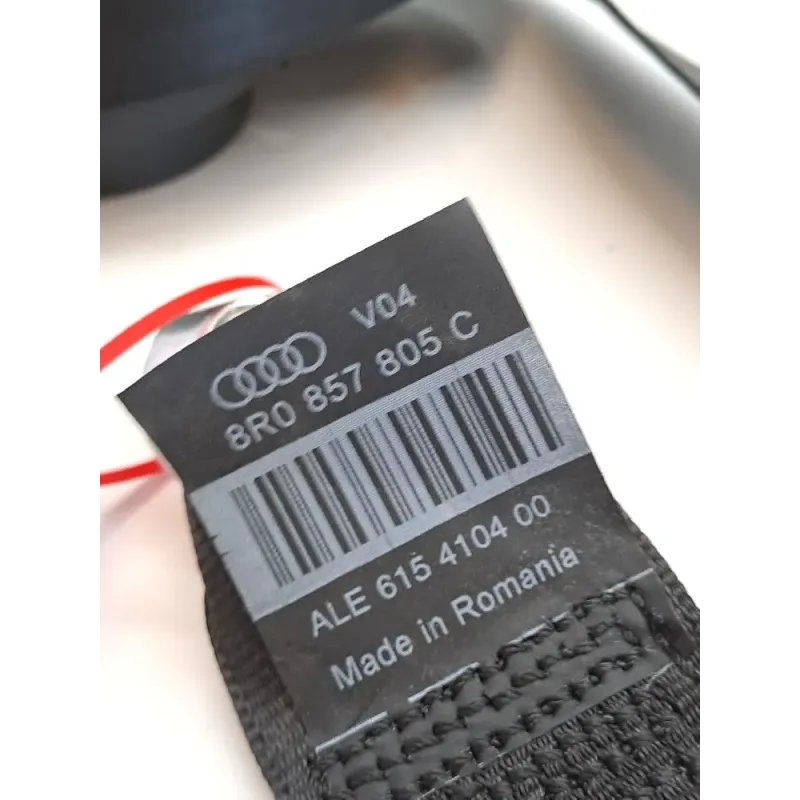 V04
8R0 857 805 C
ALE 615 4104 00
Made in Romania